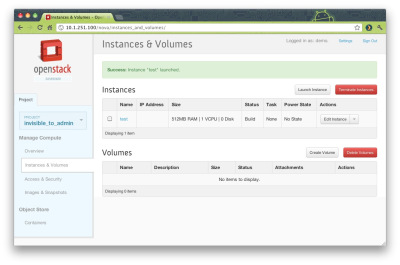 Instances & Volumes - Ope
10.1.251.100/nova/instances_and_volumes/
openstack
DASHBOARD
Project
PROJECT
invisible_to_admin
Manage Compute
Overview
Instances & Volumes
Access & Security
Images & Snapshots
Object Store
Containers
Instances & Volumes
Logged in as: demo
Settings
Sign Out
Success: Instance "test" launched.
Instances
Launch Instance
Terminate Instances
Name IP Address Size Status Task Power State Actions
test 512MB RAM | 1 VCPU | 0 Disk Build None No State Edit Instance
Displaying 1 item
Volumes
Create Volume
Delete Volumes
Name Description Size Status Attachments Actions
No items to display.
Displaying 0 items